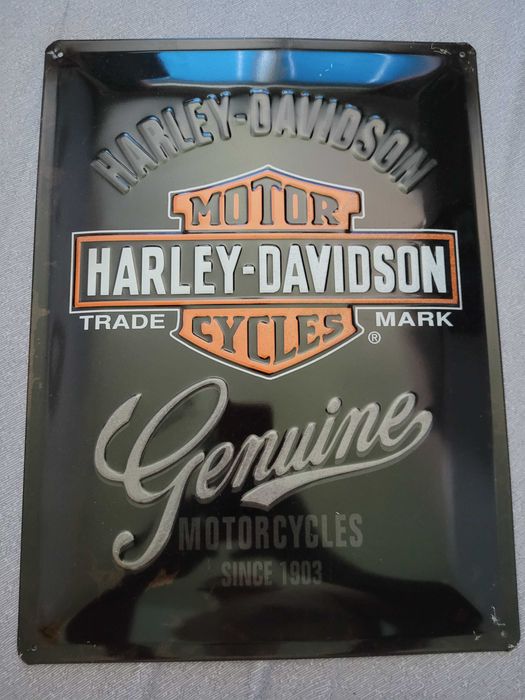 HARLEY-DAVIDSON
MOTOR
HARLEY-DAVIDSON
TRADE MARK
CYCLES
®
Genuine
MOTORCYCLES
SINCE 1903